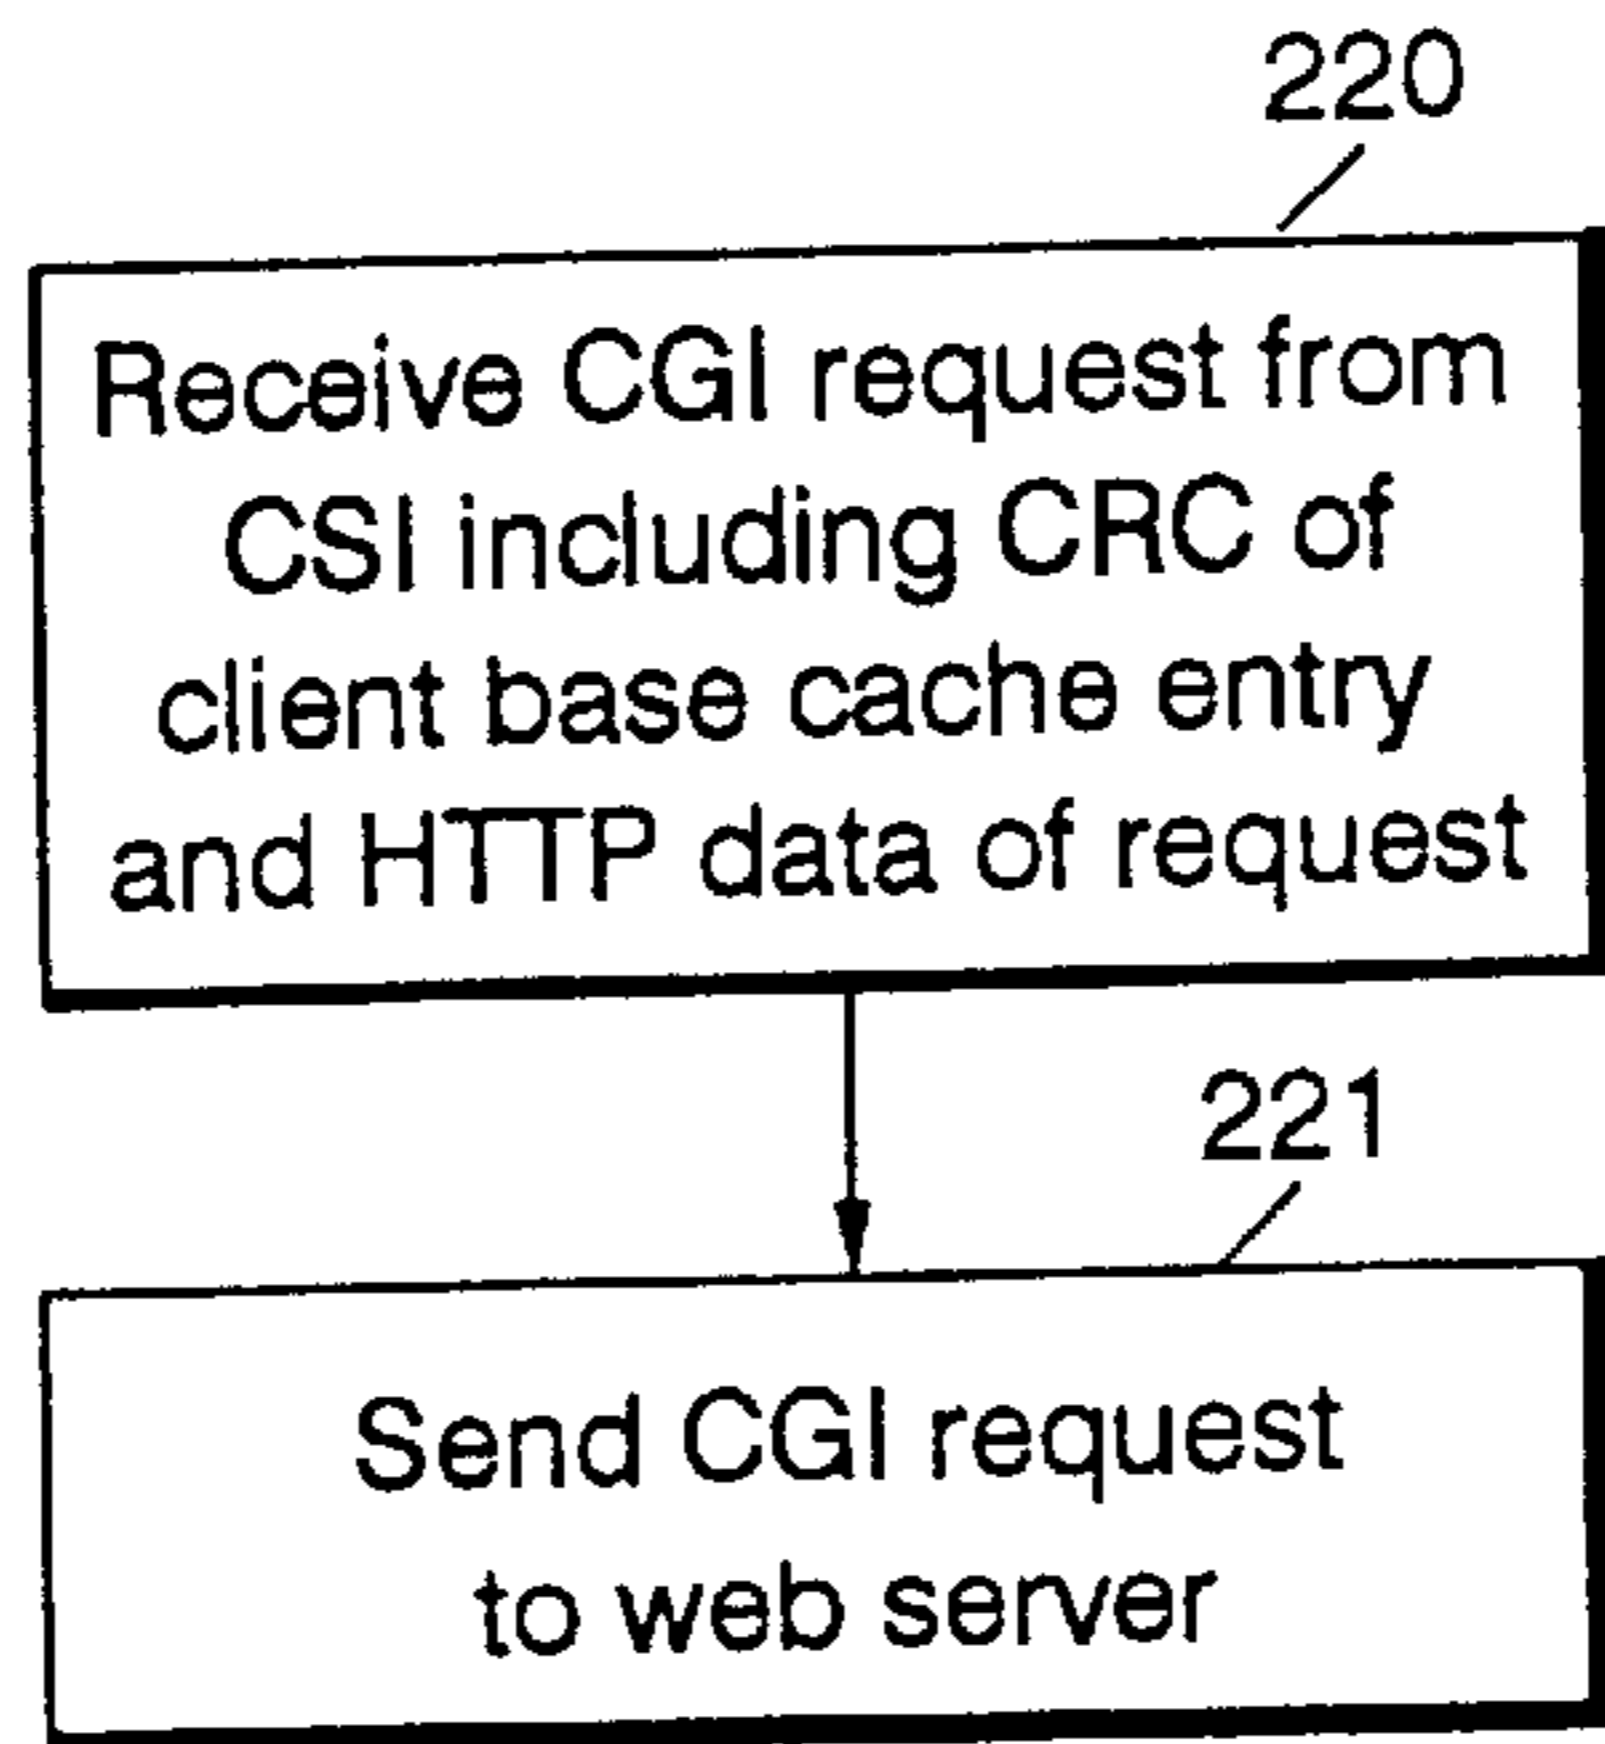 220
Receive CGI request from
CSI including CRC of
client base cache entry
and HTTP data of request
221
Send CGI request
to web server